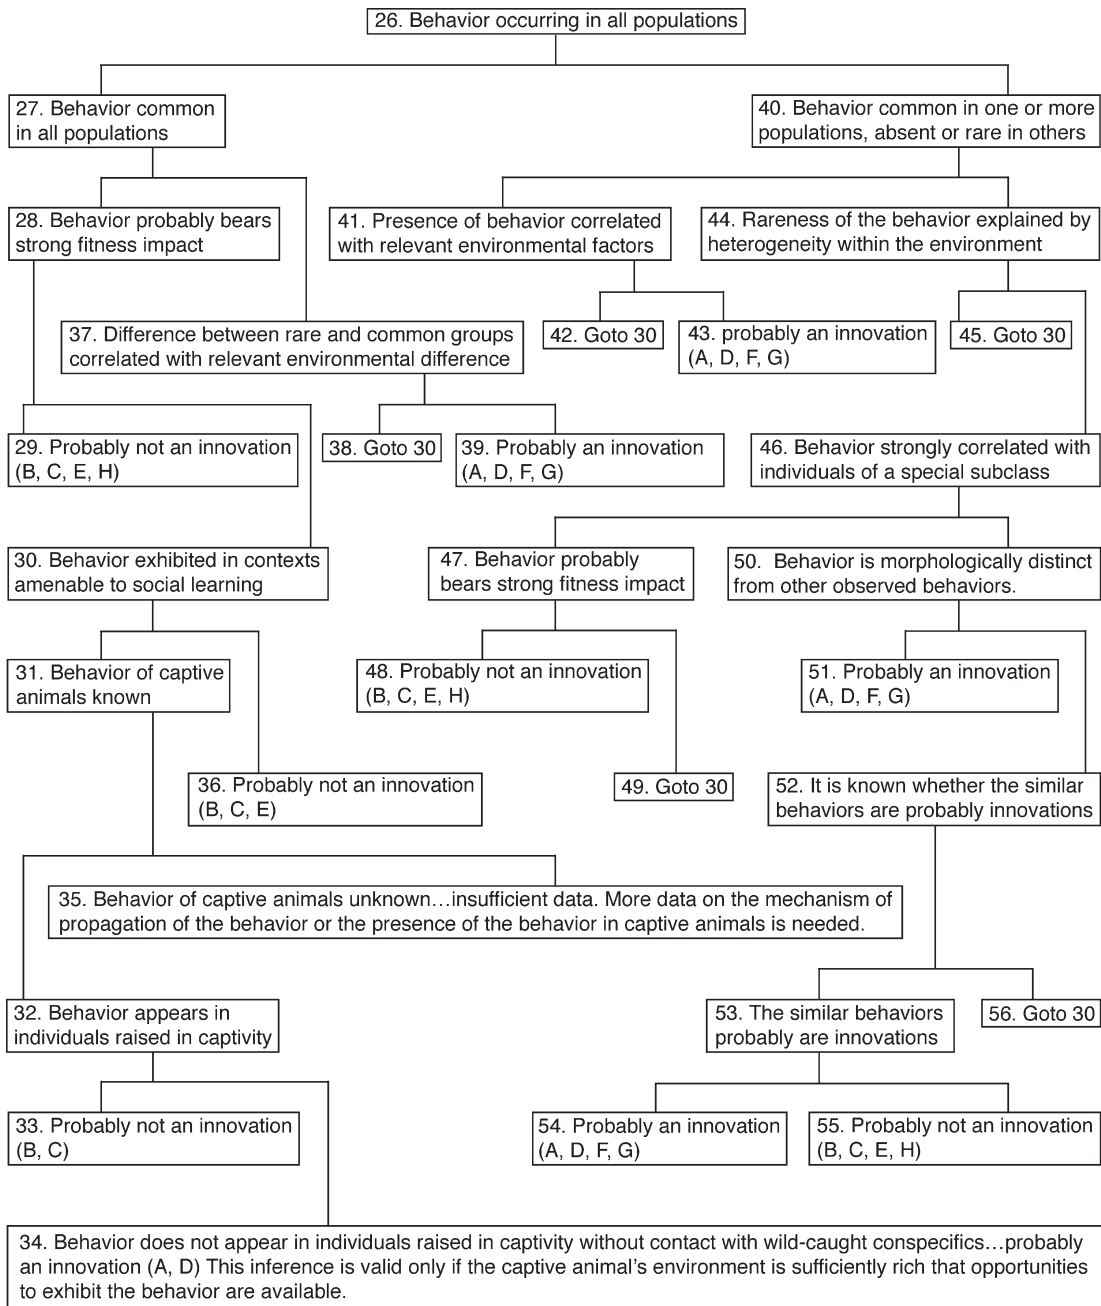 26. Behavior occurring in all populations
27. Behavior common
in all populations
40. Behavior common in one or more
populations, absent or rare in others
28. Behavior probably bears
strong fitness impact
41. Presence of behavior correlated
with relevant environmental factors
44. Rareness of the behavior explained by
heterogeneity within the environment
37. Difference between rare and common groups
correlated with relevant environmental difference
42. Goto 30
43. probably an innovation
(A, D, F, G)
45. Goto 30
29. Probably not an innovation
(B, C, E, H)
38. Goto 30
39. Probably an innovation
(A, D, F, G)
46. Behavior strongly correlated with
individuals of a special subclass
30. Behavior exhibited in contexts
amenable to social learning
47. Behavior probably
bears strong fitness impact
50. Behavior is morphologically distinct
from other observed behaviors.
31. Behavior of captive
animals known
48. Probably not an innovation
(B, C, E, H)
51. Probably an innovation
(A, D, F, G)
36. Probably not an innovation
(B, C, E)
49. Goto 30
52. It is known whether the similar
behaviors are probably innovations
35. Behavior of captive animals unknown…insufficient data. More data on the mechanism of
propagation of the behavior or the presence of the behavior in captive animals is needed.
32. Behavior appears in
individuals raised in captivity
53. The similar behaviors
probably are innovations
56. Goto 30
33. Probably not an innovation
(B, C)
54. Probably an innovation
(A, D, F, G)
55. Probably not an innovation
(B, C, E, H)
34. Behavior does not appear in individuals raised in captivity without contact with wild-caught conspecifics…probably
an innovation (A, D) This inference is valid only if the captive animal's environment is sufficiently rich that opportunities
to exhibit the behavior are available.